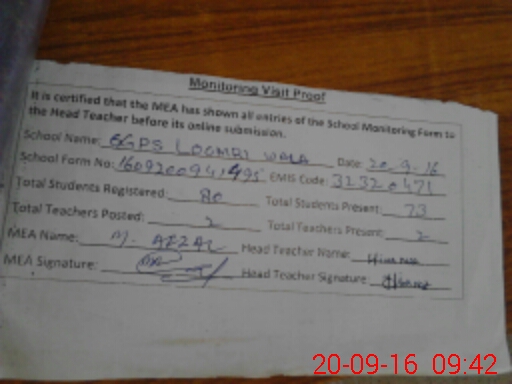 Monitoring Visit Proof
It is certified that the MEA has shown all entries of the School Monitoring Form to
the Head Teacher before its online submission.
School Name: GGPS LOOMRI WALA Date: 20-9-16
School Form No: EMIS Code: 32320471
Total Students Registered: 80 Total Students Present: 73
Total Teachers Posted: 2 Total Teachers Present: 2
MEA Name: M. AFZAL Head Teacher Name:
MEA Signature: Head Teacher Signature:
20-09-16 09:42